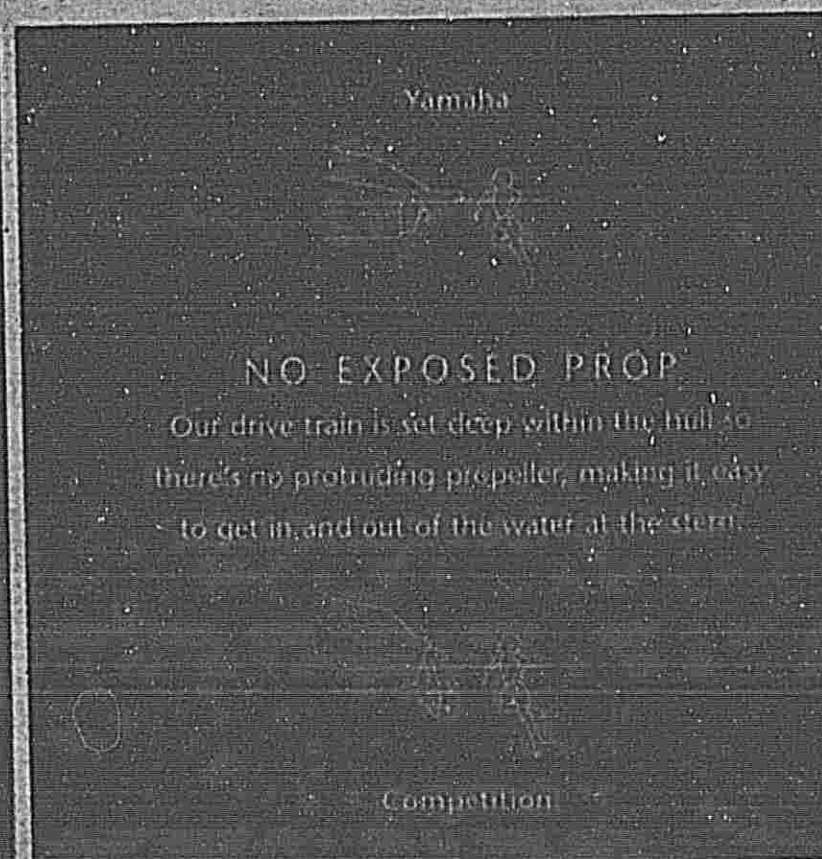 Yamaha
NO EXPOSED PROP
Our drive train is set deep within the hull so
there's no protruding propeller, making it easy
to get in and out of the water at the stern.
Competition